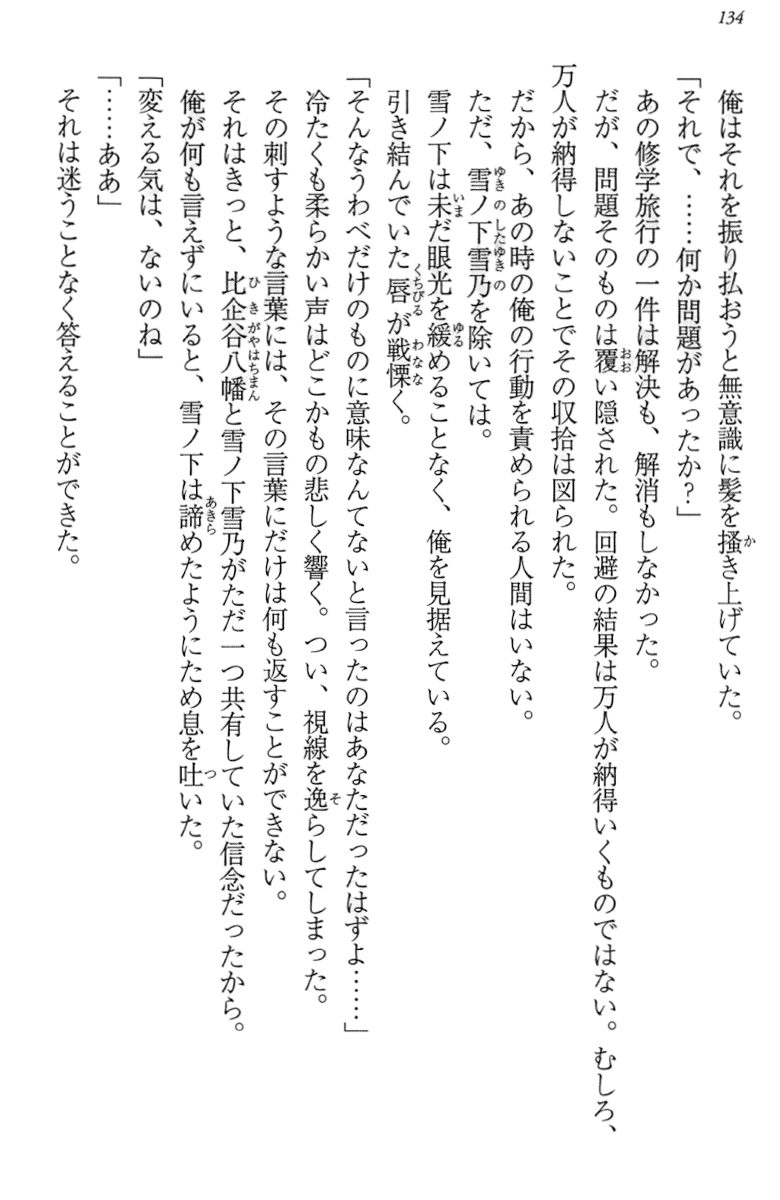 134
俺はそれを振り払おうと無意識に髪を掻き上げていた。
「それで、……何か問題があったか?」
あの修学旅行の一件は解決も、解消もしなかった。
だが、問題そのものは覆い隠された。回避の結果は万人が納得いくものではない。むしろ、
万人が納得しないことでその収拾は図られた。
だから、あの時の俺の行動を責められる人間はいない。
ただ、雪ノ下雪乃を除いては。
雪ノ下は未だ眼光を緩めることなく、俺を見据えている。
引き結んでいた唇が戦慄く。
「そんなうわべだけのものに意味なんてないと言ったのはあなただったはずよ……」
冷たくも柔らかい声はどこかもの悲しく響く。つい、視線を逸らしてしまった。
その刺すような言葉には、その言葉にだけは何も返すことができない。
それはきっと、比企谷八幡と雪ノ下雪乃がただ一つ共有していた信念だったから。
俺が何も言えずにいると、雪ノ下は諦めたようにため息を吐いた。
「変える気は、ないのね」
「……ああ」
それは迷うことなく答えることができた。